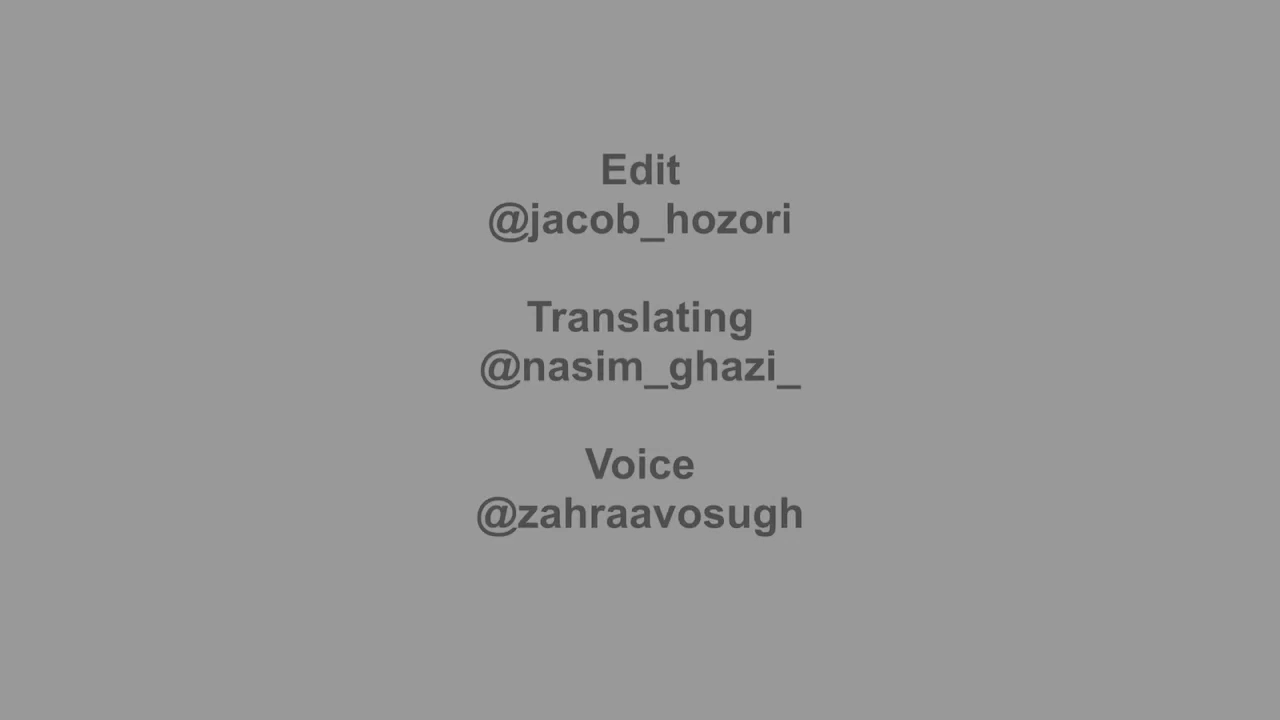 Edit
@jacob_hozori
Translating
@nasim_ghazi_
Voice
@zahraavosugh